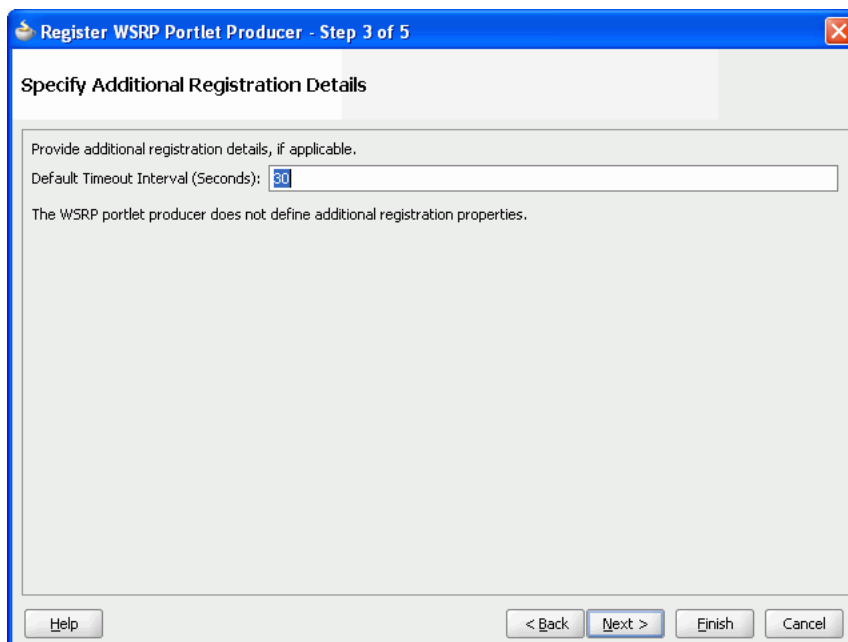 Register WSRP Portlet Producer - Step 3 of 5
Specify Additional Registration Details
Provide additional registration details, if applicable.
Default Timeout Interval (Seconds): 30
The WSRP portlet producer does not define additional registration properties.
Help < Back Next > Finish Cancel